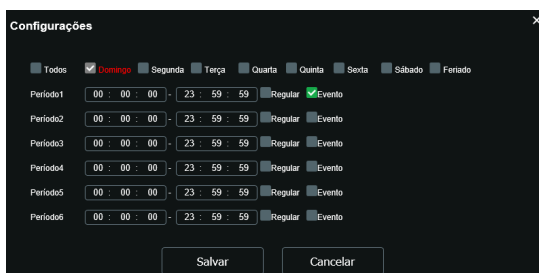 Configurações ×
Todos Domingo Segunda Terça Quarta Quinta Sexta Sábado Feriado
Período1 00 : 00 : 00 - 23 : 59 : 59 Regular Evento
Período2 00 : 00 : 00 - 23 : 59 : 59 Regular Evento
Período3 00 : 00 : 00 - 23 : 59 : 59 Regular Evento
Período4 00 : 00 : 00 - 23 : 59 : 59 Regular Evento
Período5 00 : 00 : 00 - 23 : 59 : 59 Regular Evento
Período6 00 : 00 : 00 - 23 : 59 : 59 Regular Evento
Salvar Cancelar